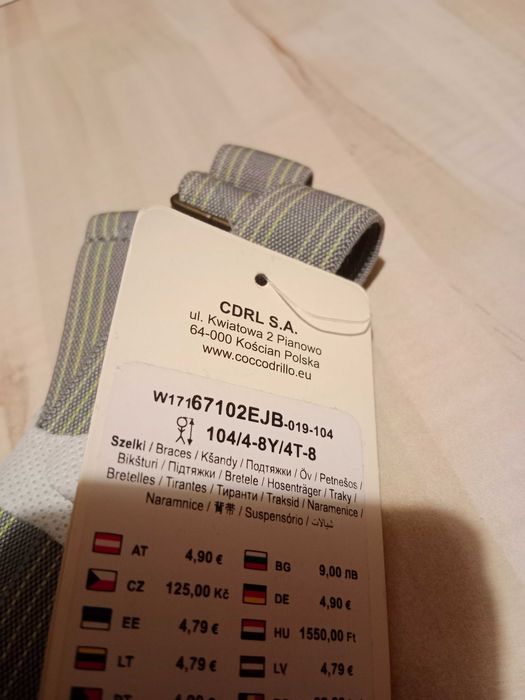 CDRL S.A.
ul. Kwiatowa 2 Pianowo
64-000 Kościan Polska
www.coccodrillo.eu
W17167102EJB-019-104
104/4-8Y/4T-8
Szelki / Braces / Kšandy / Подтяжки / Öv / Petnešos /
Bikšturi / Підтяжки / Bretele / Hosenträger / Traky /
Bretelles / Tirantes / Тиранти / Traksid / Naramenice /
Naramnice / 背帶 / Suspensório / شيالات
AT 4,90 € BG 9,00 лв
CZ 125,00 Kč DE 4,90 €
EE 4,79 € HU 1550,00 Ft
LT 4,79 € LV 4,79 €